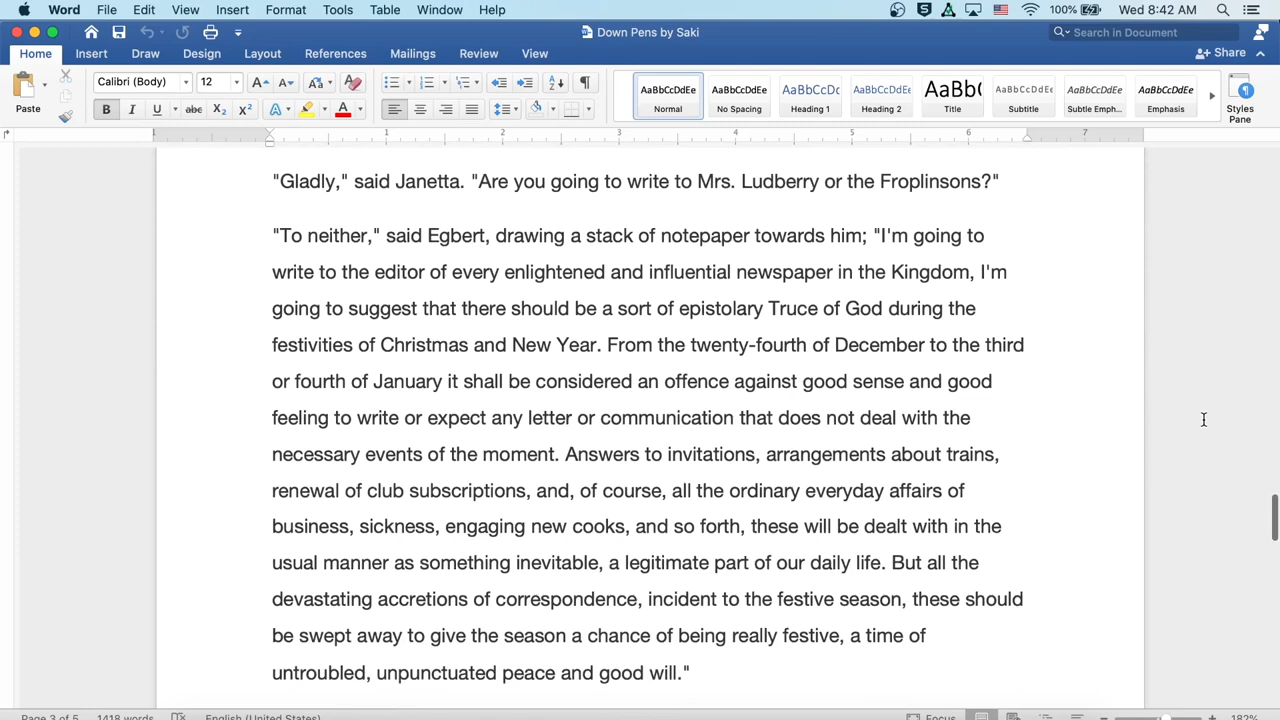 Word File Edit View Insert Format Tools Table Window Help 100% Wed 8:42 AM
Down Pens by Saki
Search in Document
Home Insert Draw Design Layout References Mailings Review View Share
Paste Calibri (Body) 12
AaBbCcDdEe AaBbCcDdEe AaBbCcDc AaBbCcDdEe AaBb( AaBbCcDdEe AaBbCcDdEe AaBbCcDdEe
Normal No Spacing Heading 1 Heading 2 Title Subtitle Subtle Emph... Emphasis Styles Pane
B I U abc X₂ X² A A
1 1 2 3 4 5 6 7
"Gladly," said Janetta. "Are you going to write to Mrs. Ludberry or the Froplinsons?"
"To neither," said Egbert, drawing a stack of notepaper towards him; "I'm going to
write to the editor of every enlightened and influential newspaper in the Kingdom, I'm
going to suggest that there should be a sort of epistolary Truce of God during the
festivities of Christmas and New Year. From the twenty-fourth of December to the third
or fourth of January it shall be considered an offence against good sense and good
feeling to write or expect any letter or communication that does not deal with the
necessary events of the moment. Answers to invitations, arrangements about trains,
renewal of club subscriptions, and, of course, all the ordinary everyday affairs of
business, sickness, engaging new cooks, and so forth, these will be dealt with in the
usual manner as something inevitable, a legitimate part of our daily life. But all the
devastating accretions of correspondence, incident to the festive season, these should
be swept away to give the season a chance of being really festive, a time of
untroubled, unpunctuated peace and good will."
Page 3 of 5 1418 words English (United States) Focus 182%